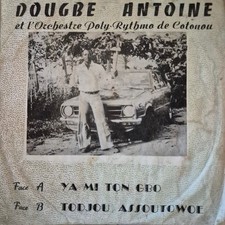 DOUGBE ANTOINE
et l'Orchestre Poly-Rythmo de Cotonou
Face A YA MI TON GBO
Face B TODJOU, ASSOUTOWOE